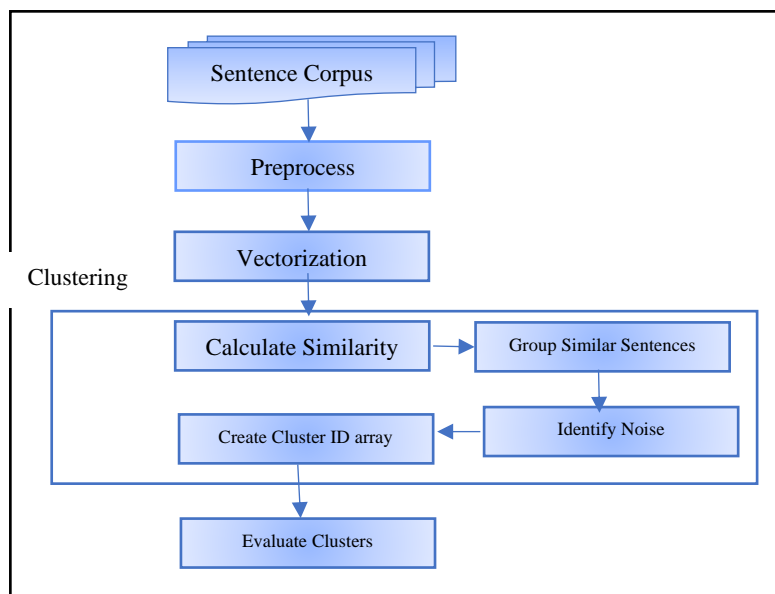 Sentence Corpus
Preprocess
Vectorization
Clustering
Calculate Similarity
Group Similar Sentences
Identify Noise
Create Cluster ID array
Evaluate Clusters